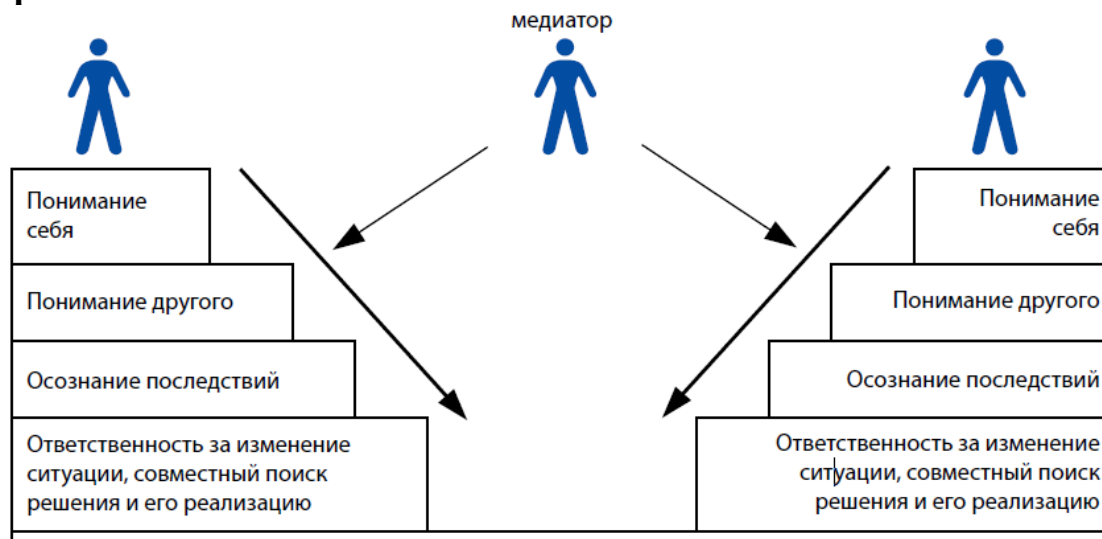 медиатор
Понимание
себя
Понимание
себя
Понимание другого
Понимание другого
Осознание последствий
Осознание последствий
Ответственность за изменение
ситуации, совместный поиск
решения и его реализацию
Ответственность за изменение
ситуации, совместный поиск
решения и его реализацию